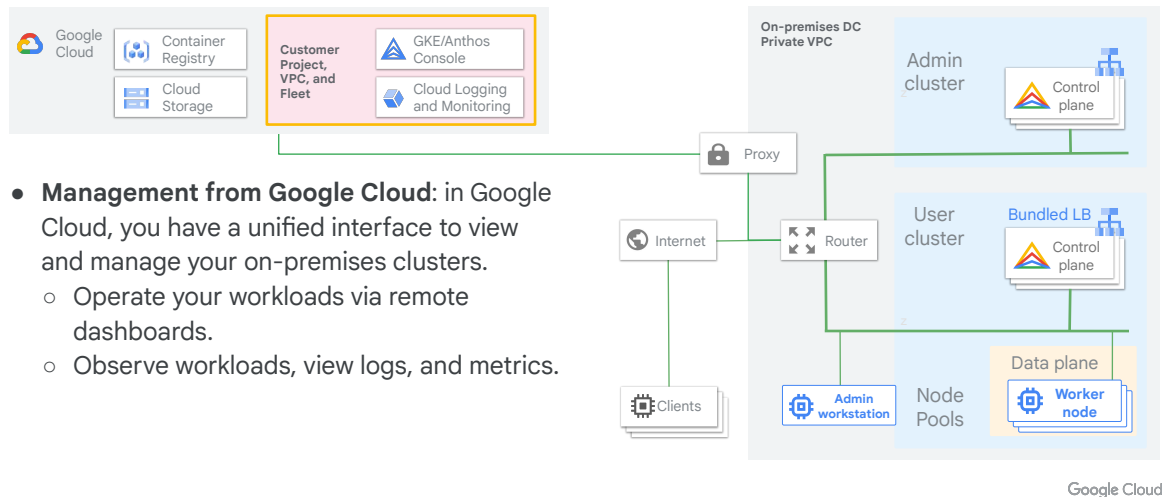 Google
Cloud
Container
Registry
Cloud
Storage
Customer
Project,
VPC, and
Fleet
GKE/Anthos
Console
Cloud Logging
and Monitoring
On-premises DC
Private VPC
Admin
cluster
Control
plane
Proxy
● Management from Google Cloud: in Google
Cloud, you have a unified interface to view
and manage your on-premises clusters.
○ Operate your workloads via remote
dashboards.
○ Observe workloads, view logs, and metrics.
Internet
Router
User
cluster
Bundled LB
Control
plane
z
z
Clients
Admin
workstation
Node
Pools
Data plane
Worker
node
Google Cloud